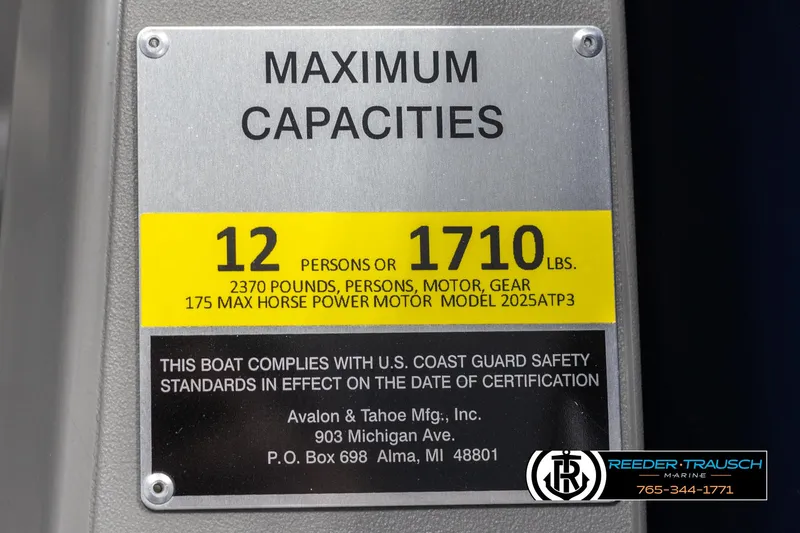 MAXIMUM
CAPACITIES
12 PERSONS OR 1710 LBS.
2370 POUNDS, PERSONS, MOTOR, GEAR
175 MAX HORSE POWER MOTOR MODEL 2025ATP3
THIS BOAT COMPLIES WITH U.S. COAST GUARD SAFETY
STANDARDS IN EFFECT ON THE DATE OF CERTIFICATION
Avalon & Tahoe Mfg., Inc.
903 Michigan Ave.
P.O. Box 698 Alma, MI 48801
REEDER·TRAUSCH
MARINE
765-344-1771